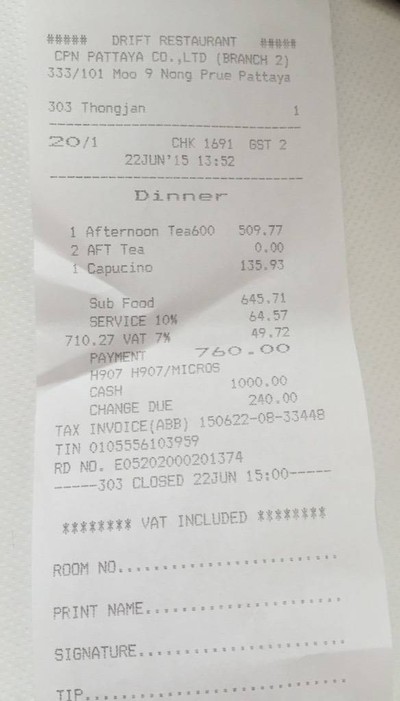 ##### DRIFT RESTAURANT #####
CPN PATTAYA CO.,LTD (BRANCH 2)
333/101 Moo 9 Nong Prue Pattaya
303 Thongjan 1
20/1 CHK 1691 GST 2
22JUN'15 13:52
Dinner
1 Afternoon Tea600 509.77
2 AFT Tea 0.00
1 Capucino 135.93
Sub Food 645.71
SERVICE 10% 64.57
710.27 VAT 7% 49.72
PAYMENT 760.00
H907 H907/MICROS
CASH 1000.00
CHANGE DUE 240.00
TAX INVOICE(ABB) 150622-08-33448
TIN 0105556103959
RD NO. E05202000201374
-----303 CLOSED 22JUN 15:00-----
******** VAT INCLUDED ********
ROOM NO.............................
PRINT NAME.........................
SIGNATURE..........................
TIP.................................